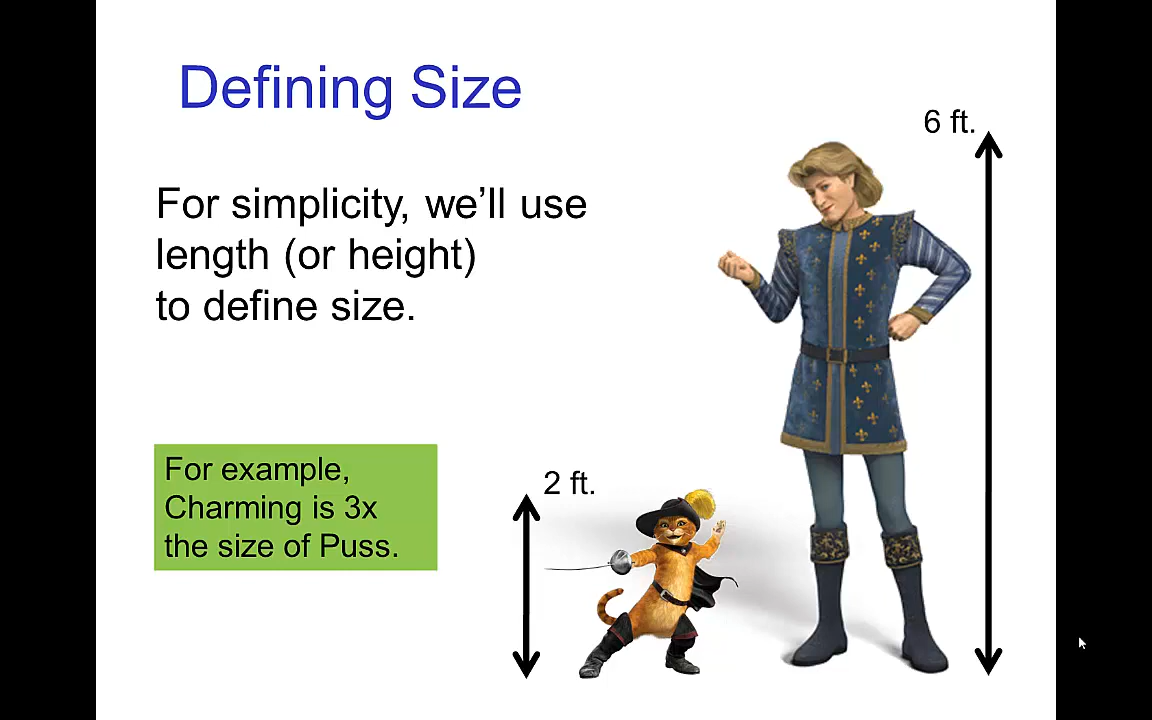 Defining Size
6 ft.
For simplicity, we’ll use
length (or height)
to define size.
For example,
Charming is 3x
the size of Puss.
2 ft.